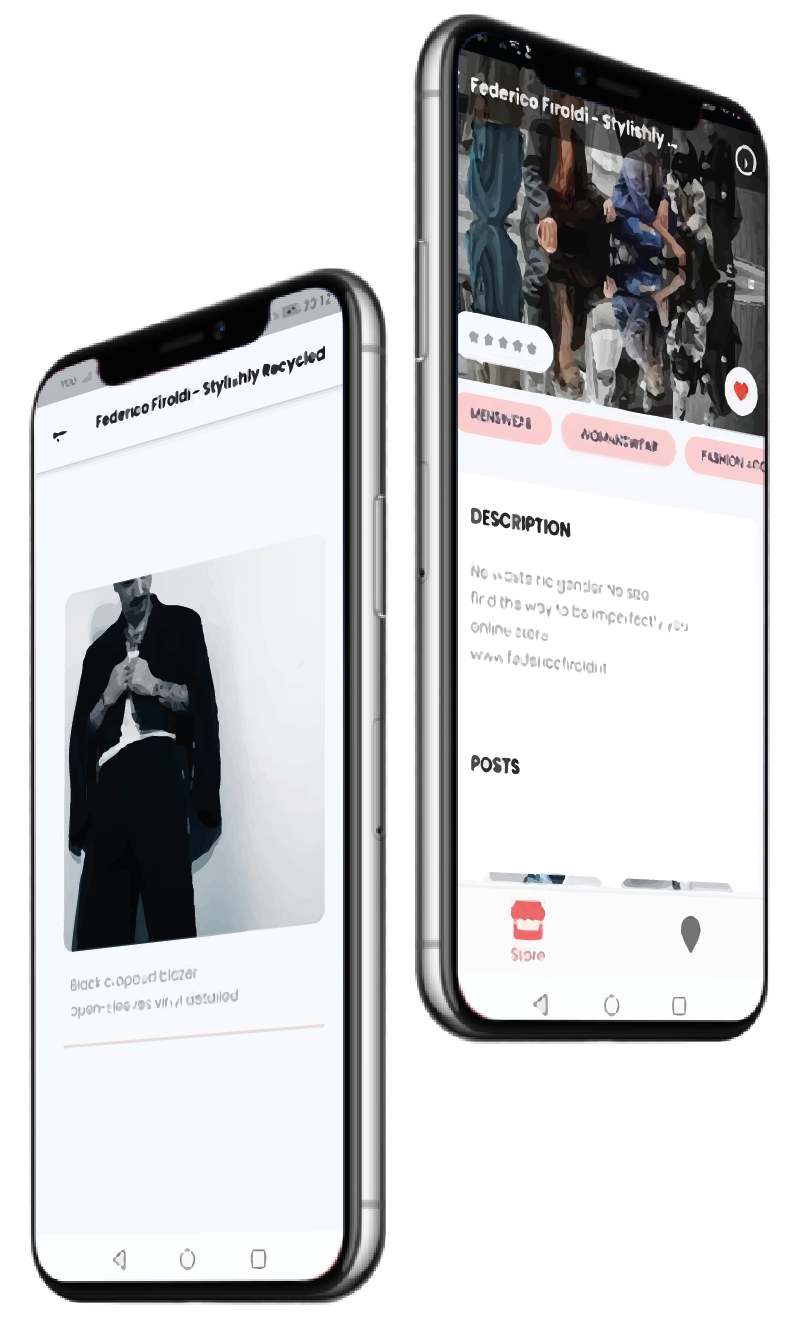 20:12
Federico Firoldi - Stylishly Recycled
Black cropped blazer
open-sleeves vinyl detailed
Federico Firoldi - Stylishly ...
MENSWEAR
WOMANSWEAR
FASHION
DESCRIPTION
No waste no gender No size
find the way to be imperfectly you
online store
www.federicofiroldi.it
POSTS
Store